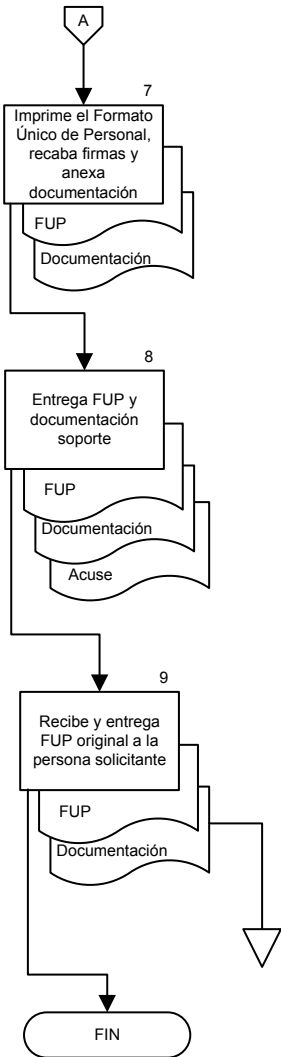 A
7
Imprime el Formato
Único de Personal,
recaba firmas y
anexa
documentación
FUP
Documentación
8
Entrega FUP y
documentación
soporte
FUP
Documentación
Acuse
9
Recibe y entrega
FUP original a la
persona solicitante
FUP
Documentación
FIN